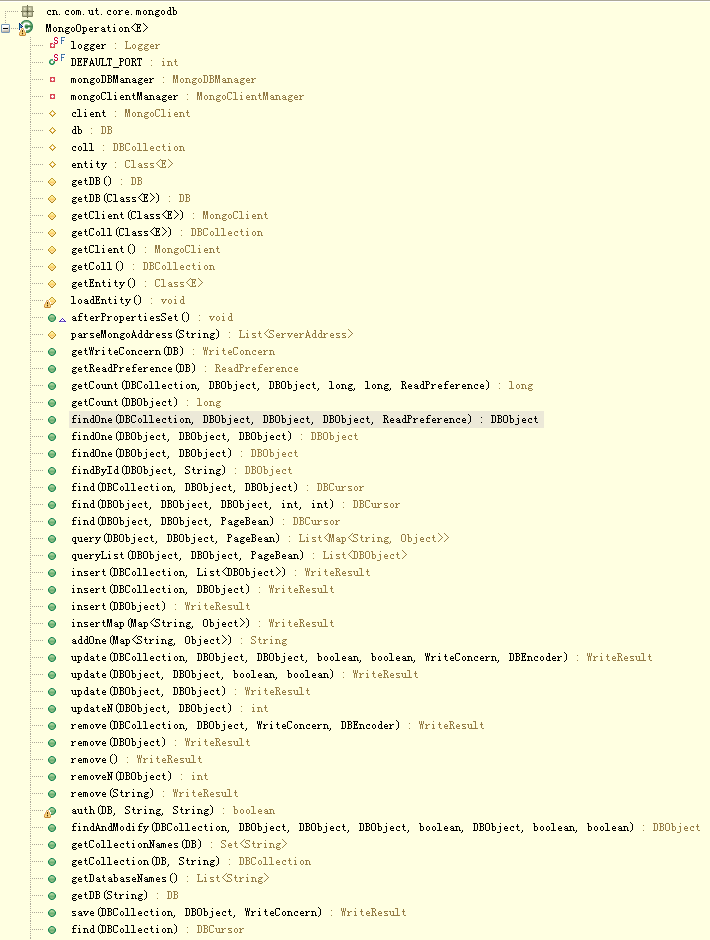 cn.com.ut.core.mongodb
MongoOperation<E>
logger : Logger
DEFAULT_PORT : int
mongoDBManager : MongoDBManager
mongoClientManager : MongoClientManager
client : MongoClient
db : DB
coll : DBCollection
entity : Class<E>
getDB() : DB
getDB(Class<E>) : DB
getClient(Class<E>) : MongoClient
getColl(Class<E>) : DBCollection
getClient() : MongoClient
getColl() : DBCollection
getEntity() : Class<E>
loadEntity() : void
afterPropertiesSet() : void
parseMongoAddress(String) : List<ServerAddress>
getWriteConcern(DB) : WriteConcern
getReadPreference(DB) : ReadPreference
getCount(DBCollection, DBObject, DBObject, long, long, ReadPreference) : long
getCount(DBObject) : long
findOne(DBCollection, DBObject, DBObject, DBObject, ReadPreference) : DBObject
findOne(DBObject, DBObject, DBObject) : DBObject
findOne(DBObject, DBObject) : DBObject
findById(DBObject, String) : DBObject
find(DBCollection, DBObject, DBObject) : DBCursor
find(DBObject, DBObject, DBObject, int, int) : DBCursor
find(DBObject, DBObject, PageBean) : DBCursor
query(DBObject, DBObject, PageBean) : List<Map<String, Object>>
queryList(DBObject, DBObject, PageBean) : List<DBObject>
insert(DBCollection, List<DBObject>) : WriteResult
insert(DBCollection, DBObject) : WriteResult
insert(DBObject) : WriteResult
insertMap(Map<String, Object>) : WriteResult
addOne(Map<String, Object>) : String
update(DBCollection, DBObject, DBObject, boolean, boolean, WriteConcern, DBEncoder) : WriteResult
update(DBObject, DBObject, boolean, boolean) : WriteResult
update(DBObject, DBObject) : WriteResult
updateN(DBObject, DBObject) : int
remove(DBCollection, DBObject, WriteConcern, DBEncoder) : WriteResult
remove(DBObject) : WriteResult
remove() : WriteResult
removeN(DBObject) : int
remove(String) : WriteResult
auth(DB, String, String) : boolean
findAndModify(DBCollection, DBObject, DBObject, DBObject, boolean, DBObject, boolean, boolean) : DBObject
getCollectionNames(DB) : Set<String>
getCollection(DB, String) : DBCollection
getDatabaseNames() : List<String>
getDB(String) : DB
save(DBCollection, DBObject, WriteConcern) : WriteResult
find(DBCollection) : DBCursor